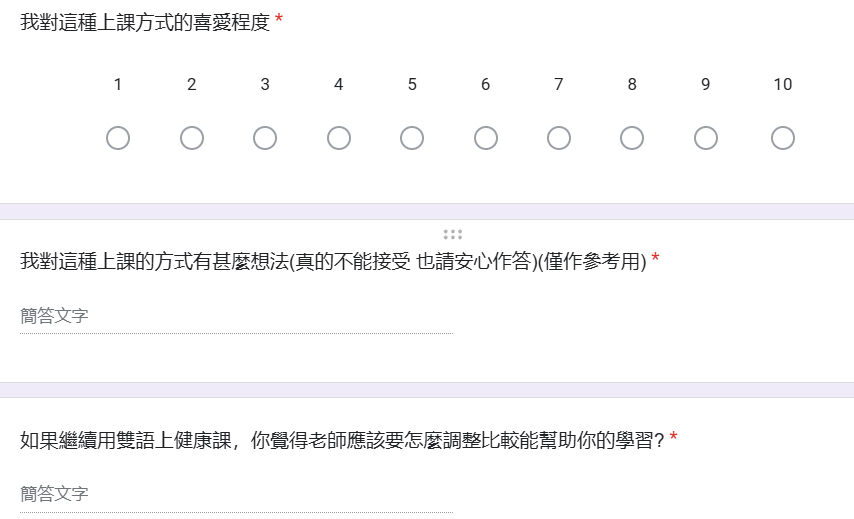 我對這種上課方式的喜愛程度 *
1 2 3 4 5 6 7 8 9 10
我對這種上課的方式有甚麼想法(真的不能接受 也請安心作答)(僅作參考用) *
簡答文字
如果繼續用雙語上健康課，你覺得老師應該要怎麼調整比較能幫助你的學習? *
簡答文字